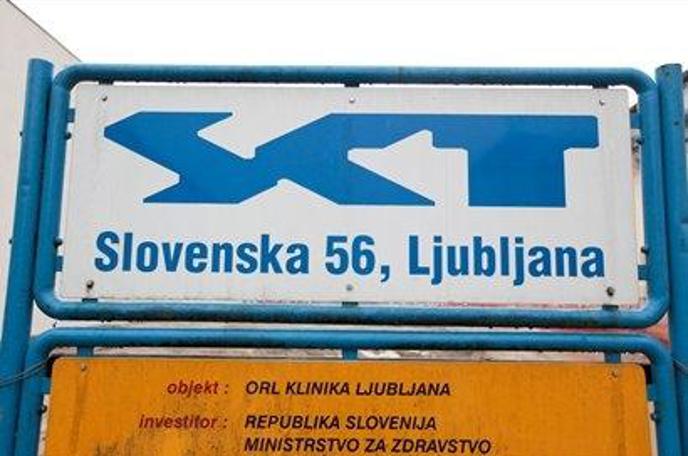 SCT
Slovenska 56, Ljubljana
objekt : ORL KLINIKA LJUBLJANA
investitor : REPUBLIKA SLOVENIJA
MINISTRSTVO ZA ZDRAVSTVO